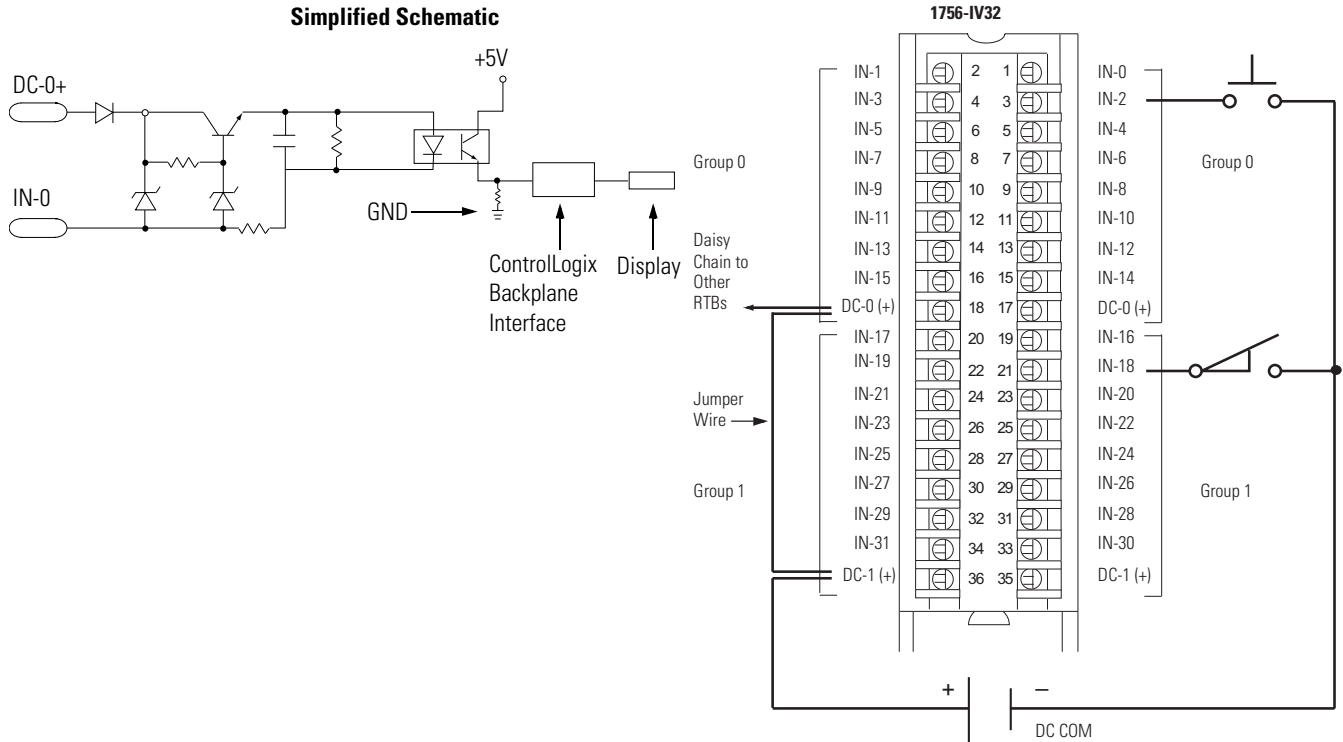 Simplified Schematic
+5V
DC-0+
IN-0
GND
ControlLogix
Backplane
Interface
Display
1756-IV32
IN-1 2 1 IN-0
IN-3 4 3 IN-2
IN-5 6 5 IN-4
IN-7 8 7 IN-6
Group 0
Group 0
IN-9 10 9 IN-8
IN-11 12 11 IN-10
IN-13 14 13 IN-12
IN-15 16 15 IN-14
Daisy
Chain to
Other
RTBs
DC-0 (+) 18 17 DC-0 (+)
IN-17 20 19 IN-16
IN-19 22 21 IN-18
IN-21 24 23 IN-20
Jumper
Wire
IN-23 26 25 IN-22
IN-25 28 27 IN-24
IN-27 30 29 IN-26
Group 1
Group 1
IN-29 32 31 IN-28
IN-31 34 33 IN-30
DC-1 (+) 36 35 DC-1 (+)
+ –
DC COM